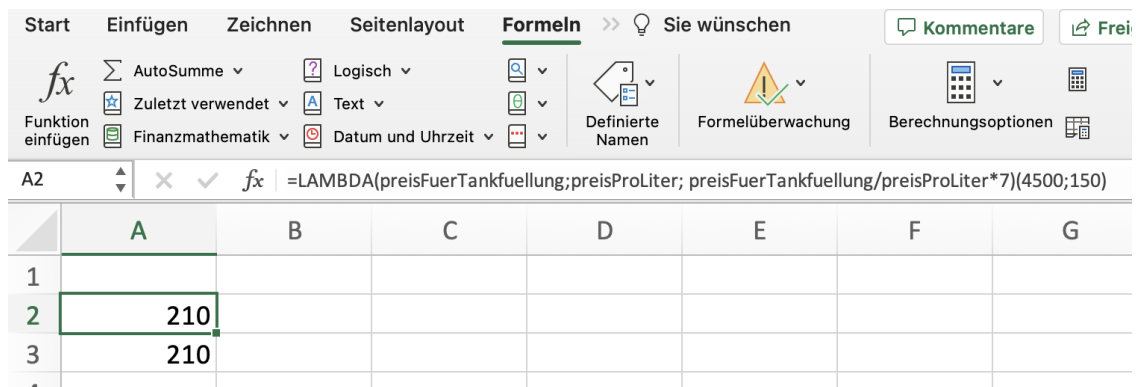 Start Einfügen Zeichnen Seitenlayout Formeln >> Sie wünschen Kommentare
fx AutoSumme ? Logisch
Zuletzt verwendet A Text θ
Funktion einfügen Finanzmathematik Datum und Uhrzeit Definierte Namen Formelüberwachung Berechnungsoptionen
A2 fx =LAMBDA(preisFuerTankfuellung;preisProLiter; preisFuerTankfuellung/preisProLiter*7)(4500;150)
A B C D E F G
1
2 210
3 210